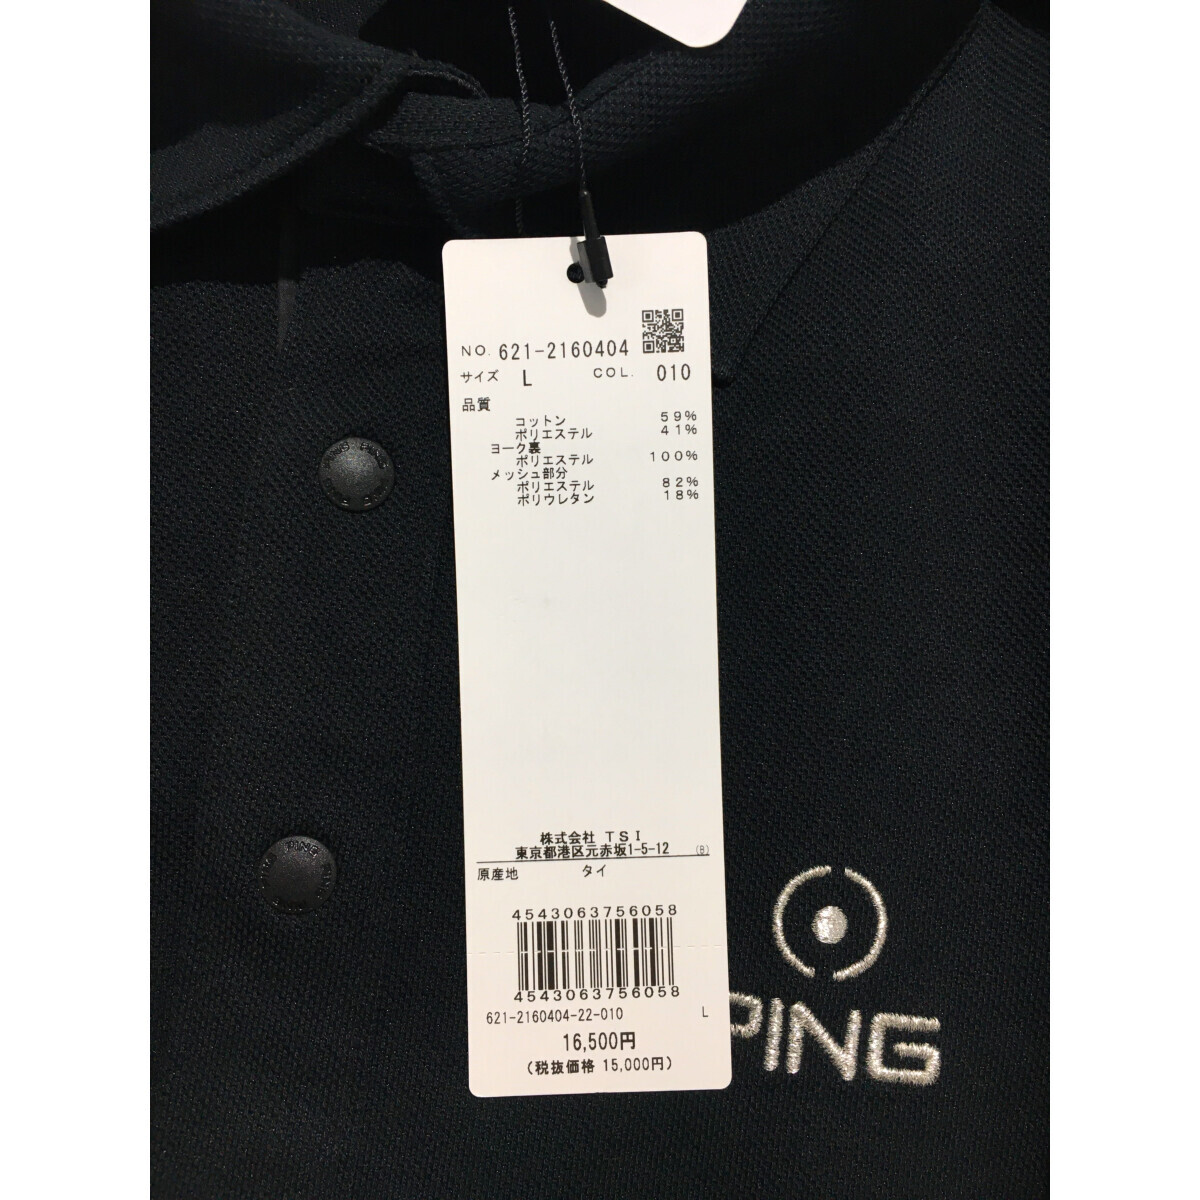 NO. 621-2160404
サイズ L COL. 010
品質
コットン 59%
ポリエステル 41%
ヨーク裏
ポリエステル 100%
メッシュ部分
ポリエステル 82%
ポリウレタン 18%
株式会社 TSI
東京都港区元赤坂1-5-12 (B)
原産地 タイ
4543063756058
4543063756058
621-2160404-22-010 L
16,500円
(税抜価格 15,000円)
PING
PING PING
PING